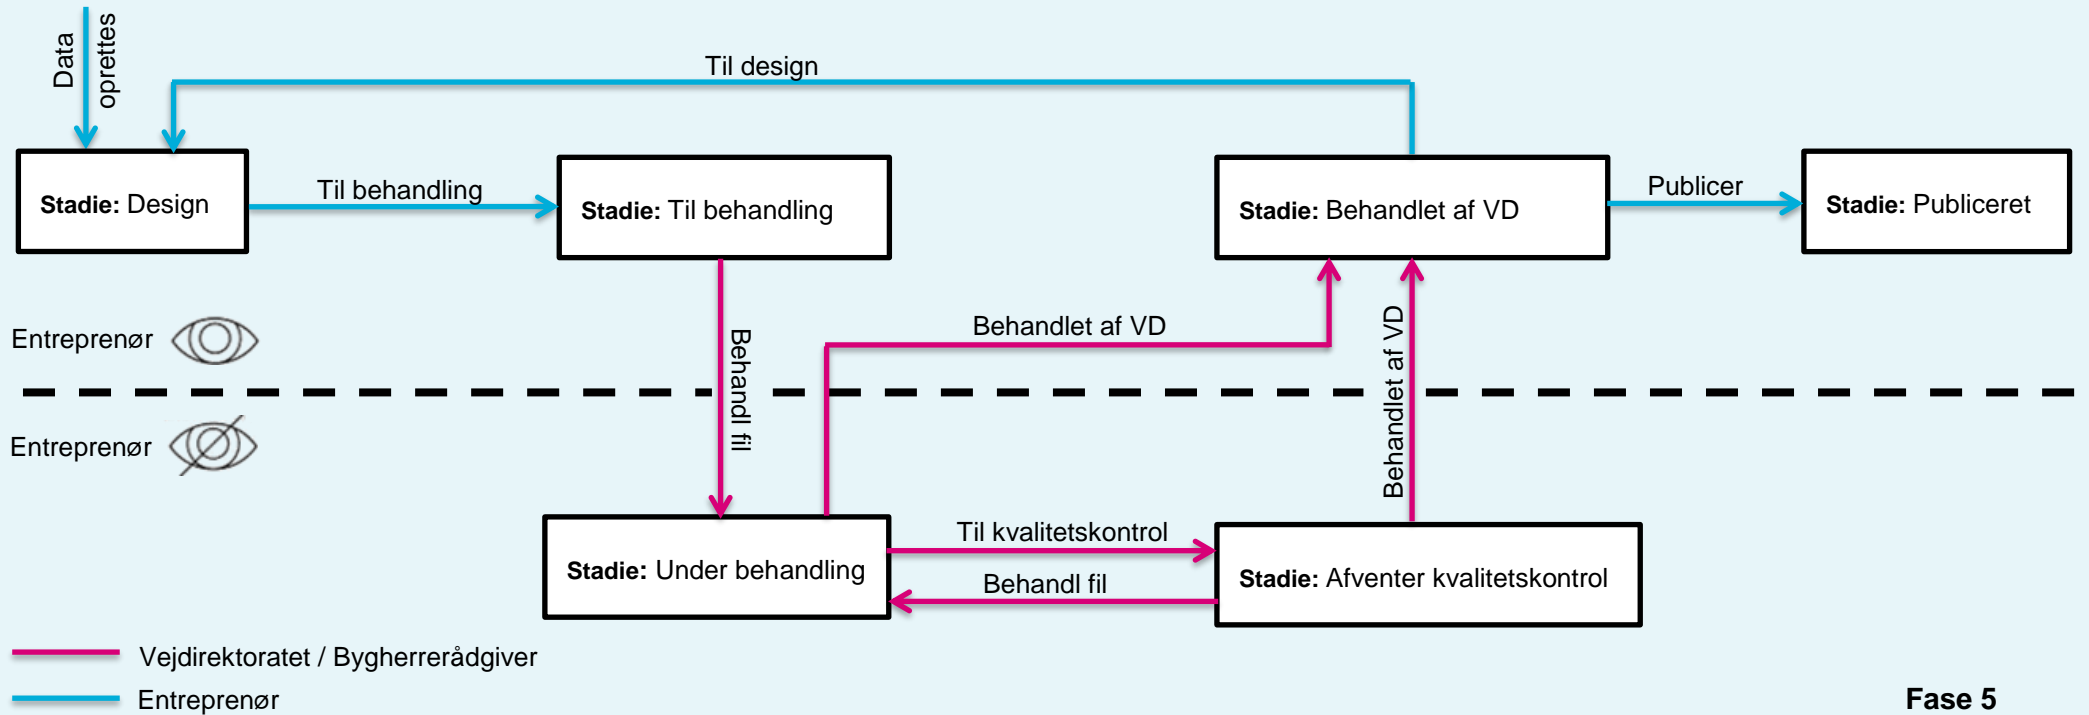 Data
oprettes
Til design
Stadie: Design
Til behandling
Stadie: Til behandling
Stadie: Behandlet af VD
Publicer
Stadie: Publiceret
Entreprenør
Behandl fil
Behandlet af VD
Behandlet af VD
Entreprenør
Stadie: Under behandling
Til kvalitetskontrol
Behandl fil
Stadie: Afventer kvalitetskontrol
Vejdirektoratet / Bygherrerådgiver
Entreprenør
Fase 5